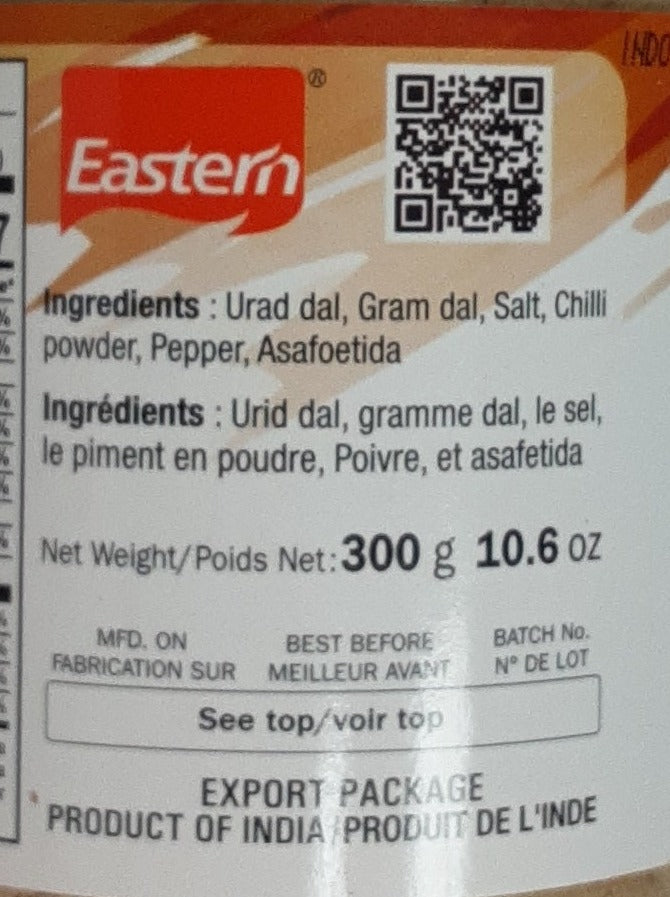 Eastern®
Ingredients : Urad dal, Gram dal, Salt, Chilli
powder, Pepper, Asafoetida
Ingrédients : Urid dal, gramme dal, le sel,
le piment en poudre, Poivre, et asafetida
Net Weight/Poids Net: 300 g 10.6 oz
MFD. ON BEST BEFORE BATCH No.
FABRICATION SUR MEILLEUR AVANT N° DE LOT
See top/voir top
EXPORT PACKAGE
PRODUCT OF INDIA/PRODUIT DE L'INDE